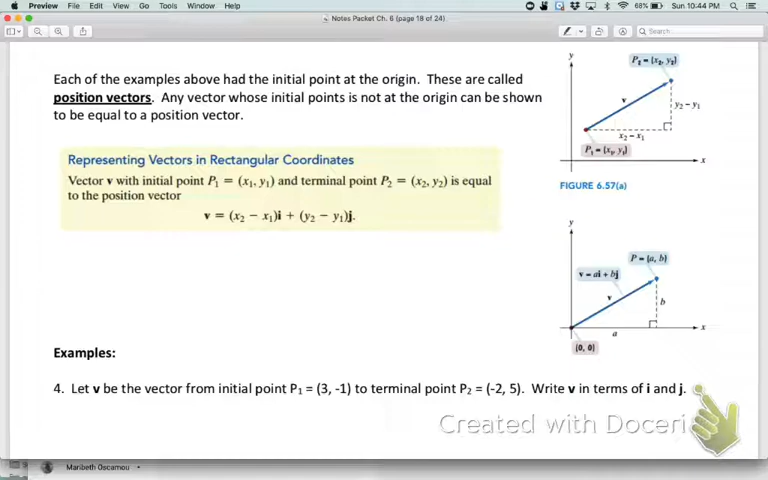 Preview File Edit View Go Tools Window Help
68% Sun 10:44 PM
Notes Packet Ch. 6 (page 18 of 24)
Search
Each of the examples above had the initial point at the origin. These are called
position vectors. Any vector whose initial points is not at the origin can be shown
to be equal to a position vector.
Representing Vectors in Rectangular Coordinates
Vector v with initial point P₁ = (x₁, y₁) and terminal point P₂ = (x₂, y₂) is equal
to the position vector
v = (x₂ − x₁)i + (y₂ − y₁)j.
y
P₂ = (x₂, y₂)
v
y₂ − y₁
x₂ − x₁
P₁ = (x₁, y₁)
x
FIGURE 6.57(a)
y
P = (a, b)
v = ai + bj
v
b
x
a
(0, 0)
Examples:
4. Let v be the vector from initial point P₁ = (3, -1) to terminal point P₂ = (-2, 5). Write v in terms of i and j.
Created with Doceri
Maribeth Oscamou